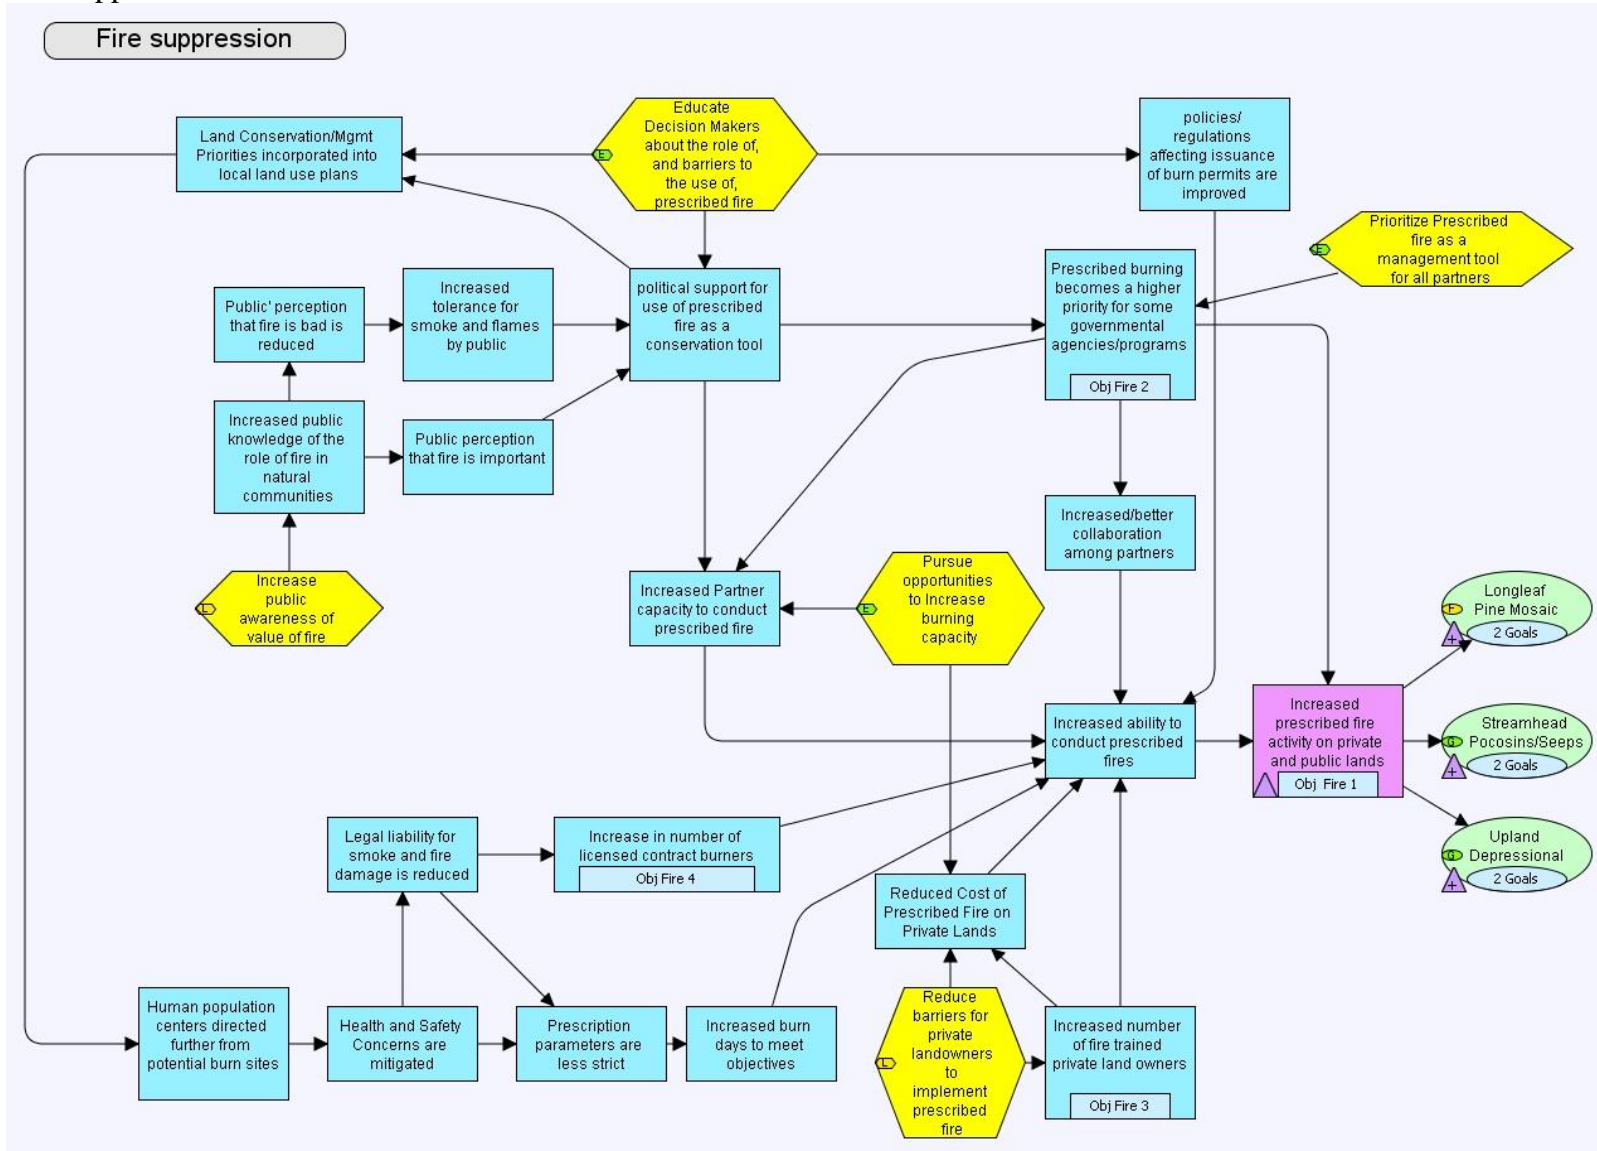 Fire suppression
Educate
Decision Makers
about the role of,
and barriers to
the use of,
prescribed fire
Land Conservation/Mgmt
Priorities incorporated into
local land use plans
policies/
regulations
affecting issuance
of burn permits are
improved
E
Prioritize Prescribed
fire as a
management tool
for all partners
E
Public' perception
that fire is bad is
reduced
Increased
tolerance for
smoke and flames
by public
political support for
use of prescribed
fire as a
conservation tool
Prescribed burning
becomes a higher
priority for some
governmental
agencies/programs
Obj Fire 2
Increased public
knowledge of the
role of fire in
natural
communities
Public perception
that fire is important
Increased/better
collaboration
among partners
Increase
public
awareness of
value of fire
L
Increased Partner
capacity to conduct
prescribed fire
Pursue
opportunities
to Increase
burning
capacity
E
Longleaf
Pine Mosaic
F
2 Goals
+
Increased ability to
conduct prescribed
fires
Increased
prescribed fire
activity on private
and public lands
Obj Fire 1
Streamhead
Pocosins/Seeps
G
2 Goals
+
Legal liability for
smoke and fire
damage is reduced
Increase in number of
licensed contract burners
Obj Fire 4
Upland
Depressional
G
2 Goals
+
Reduced Cost of
Prescribed Fire on
Private Lands
Human population
centers directed
further from
potential burn sites
Health and Safety
Concerns are
mitigated
Prescription
parameters are
less strict
Increased burn
days to meet
objectives
Reduce
barriers for
private
landowners
to
implement
prescribed
fire
L
Increased number
of fire trained
private land owners
Obj Fire 3